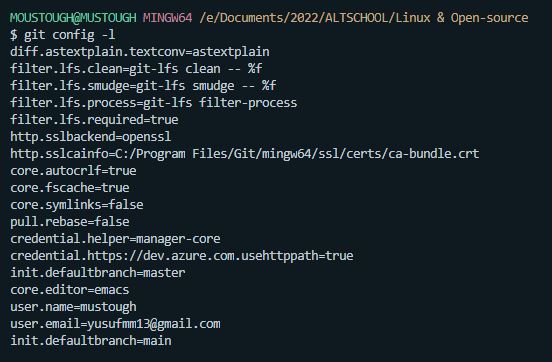 MOUSTOUGH@MUSTOUGH MINGW64 /e/Documents/2022/ALTSCHOOL/Linux & Open-source
$ git config -l
diff.astextplain.textconv=astextplain
filter.lfs.clean=git-lfs clean -- %f
filter.lfs.smudge=git-lfs smudge -- %f
filter.lfs.process=git-lfs filter-process
filter.lfs.required=true
http.sslbackend=openssl
http.sslcainfo=C:/Program Files/Git/mingw64/ssl/certs/ca-bundle.crt
core.autocrlf=true
core.fscache=true
core.symlinks=false
pull.rebase=false
credential.helper=manager-core
credential.https://dev.azure.com.usehttppath=true
init.defaultbranch=master
core.editor=emacs
user.name=mustough
user.email=yusufmm13@gmail.com
init.defaultbranch=main